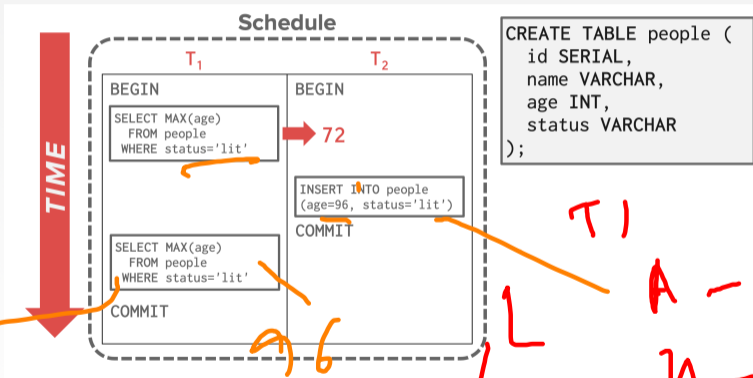 Schedule
T1
T2
TIME
BEGIN
SELECT MAX(age)
FROM people
WHERE status='lit'
72
SELECT MAX(age)
FROM people
WHERE status='lit'
COMMIT
BEGIN
INSERT INTO people
(age=96, status='lit')
COMMIT
CREATE TABLE people (
id SERIAL,
name VARCHAR,
age INT,
status VARCHAR
);
96
T1
A -
L